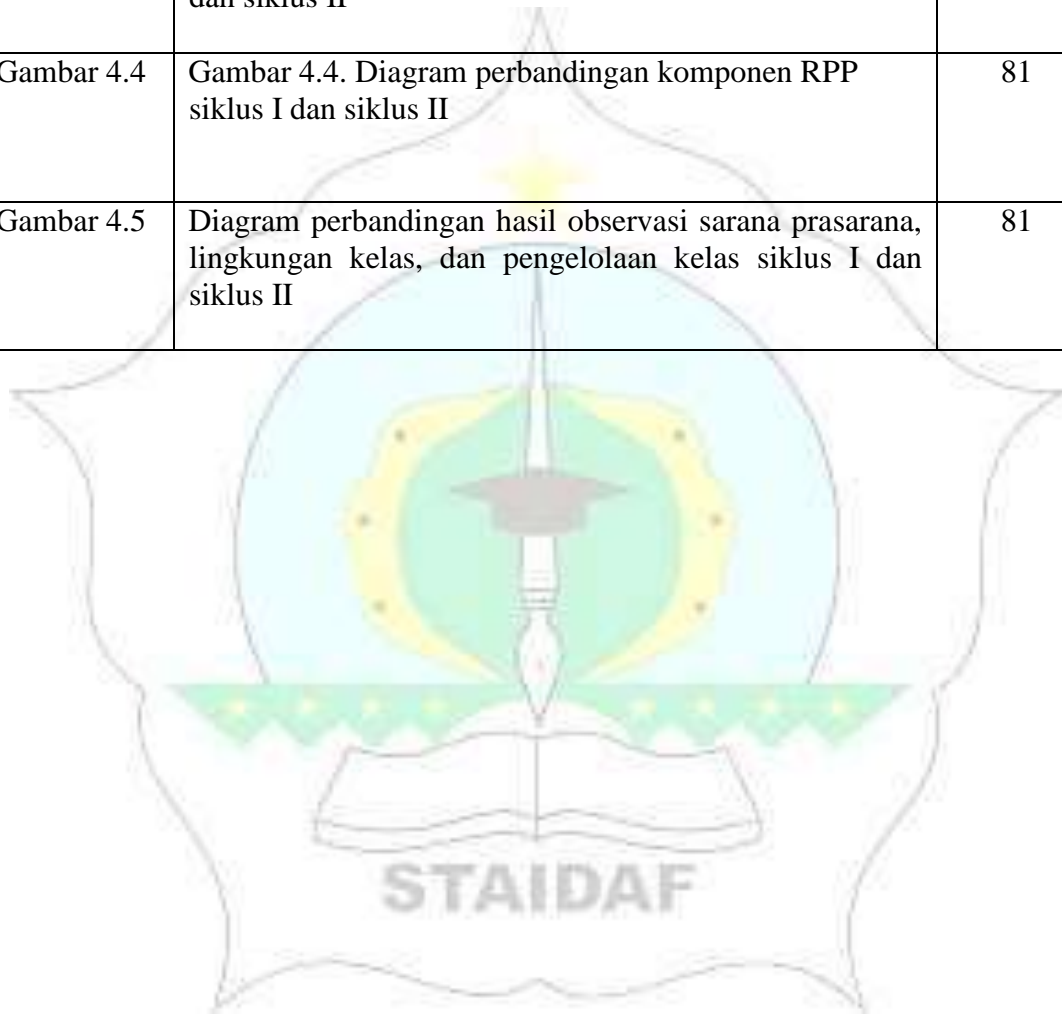 dan siklus II
Gambar 4.4 Gambar 4.4. Diagram perbandingan komponen RPP 81
siklus I dan siklus II
Gambar 4.5 Diagram perbandingan hasil observasi sarana prasarana, 81
lingkungan kelas, dan pengelolaan kelas siklus I dan
siklus II
STAIDAF